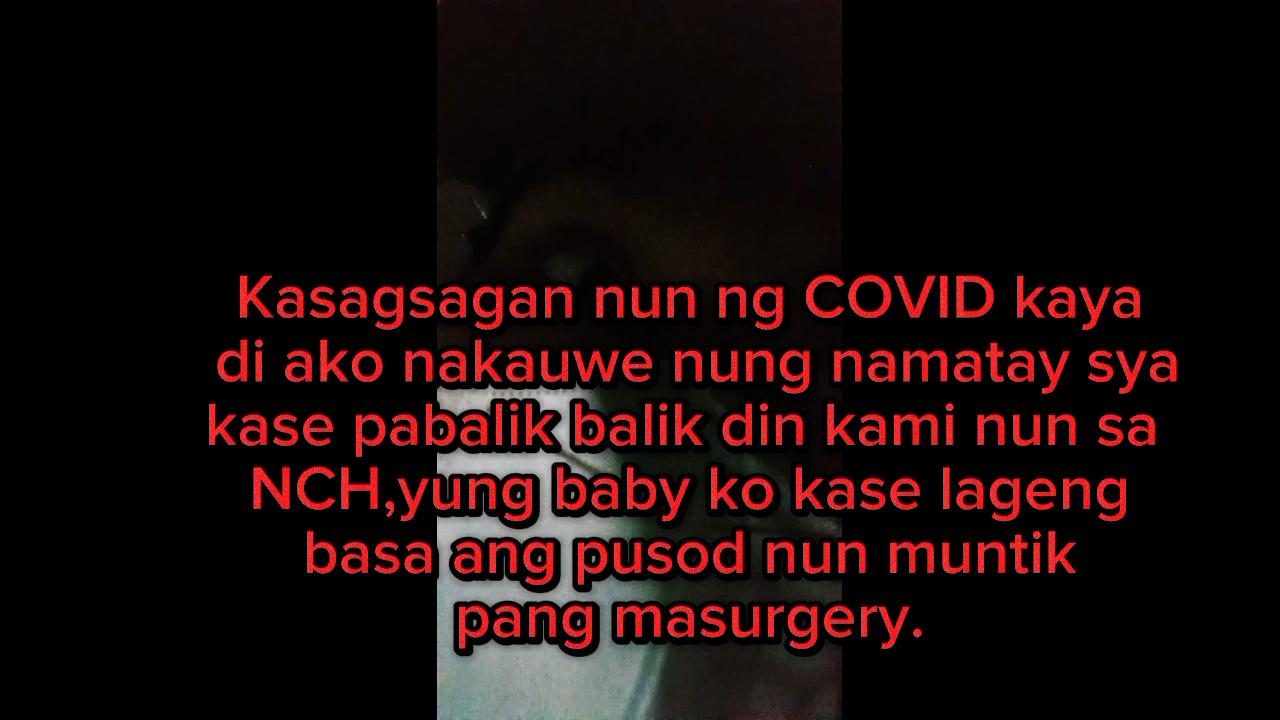 Kasagsagan nun ng COVID kaya
di ako nakauwe nung namatay sya
kase pabalik balik din kami nun sa
NCH,yung baby ko kase lageng
basa ang pusod nun muntik
pang masurgery.